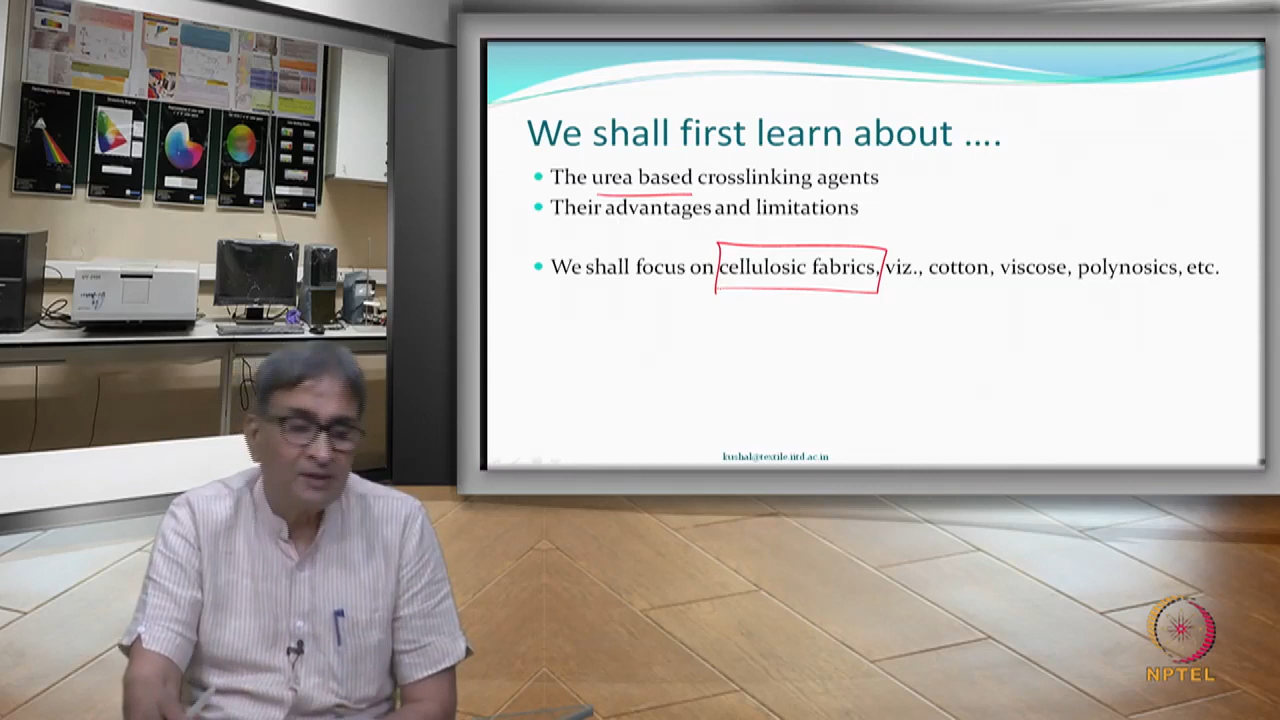 We shall first learn about ....
The urea based crosslinking agents
Their advantages and limitations
We shall focus on cellulosic fabrics, viz., cotton, viscose, polynosics, etc.
kushal@textile.iitd.ac.in
NPTEL